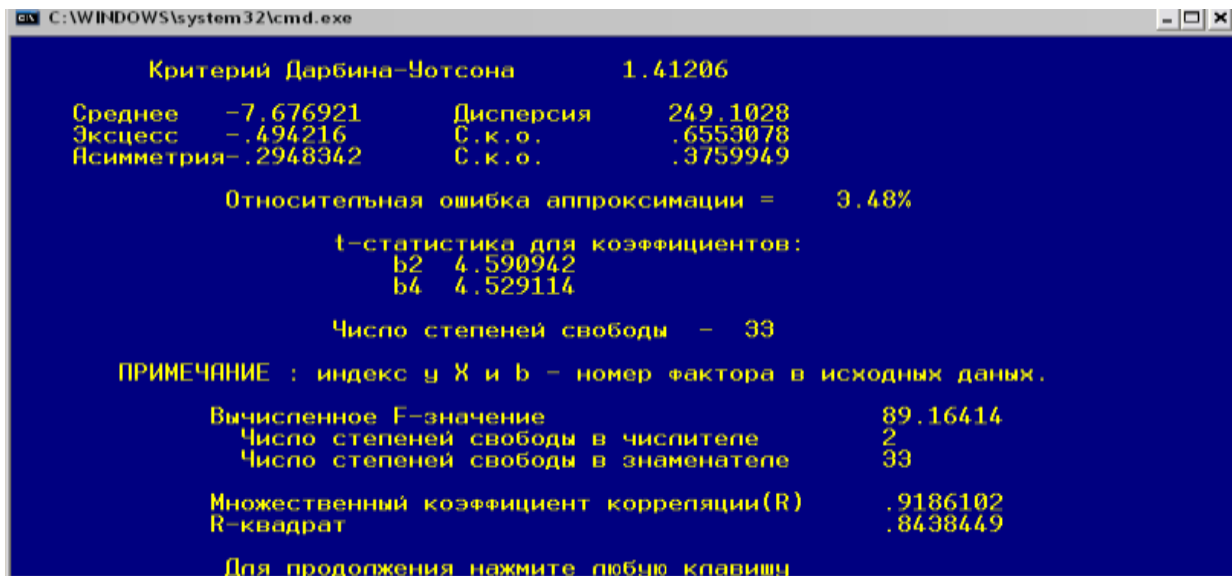 C:\WINDOWS\system32\cmd.exe
Критерий Дарбина-Уотсона 1.41206
Среднее -7.676921 Дисперсия 249.1028
Эксцесс -.494216 С.к.о. .6553078
Асимметрия-.2948342 С.к.о. .3759949
Относительная ошибка аппроксимации = 3.48%
t-статистика для коэффициентов:
b2 4.590942
b4 4.529114
Число степеней свободы - 33
ПРИМЕЧАНИЕ : индекс у X и b - номер фактора в исходных даных.
Вычисленное F-значение 89.16414
Число степеней свободы в числителе 2
Число степеней свободы в знаменателе 33
Множественный коэффициент корреляции(R) .9186102
R-квадрат .8438449
Для продолжения нажмите любую клавишу